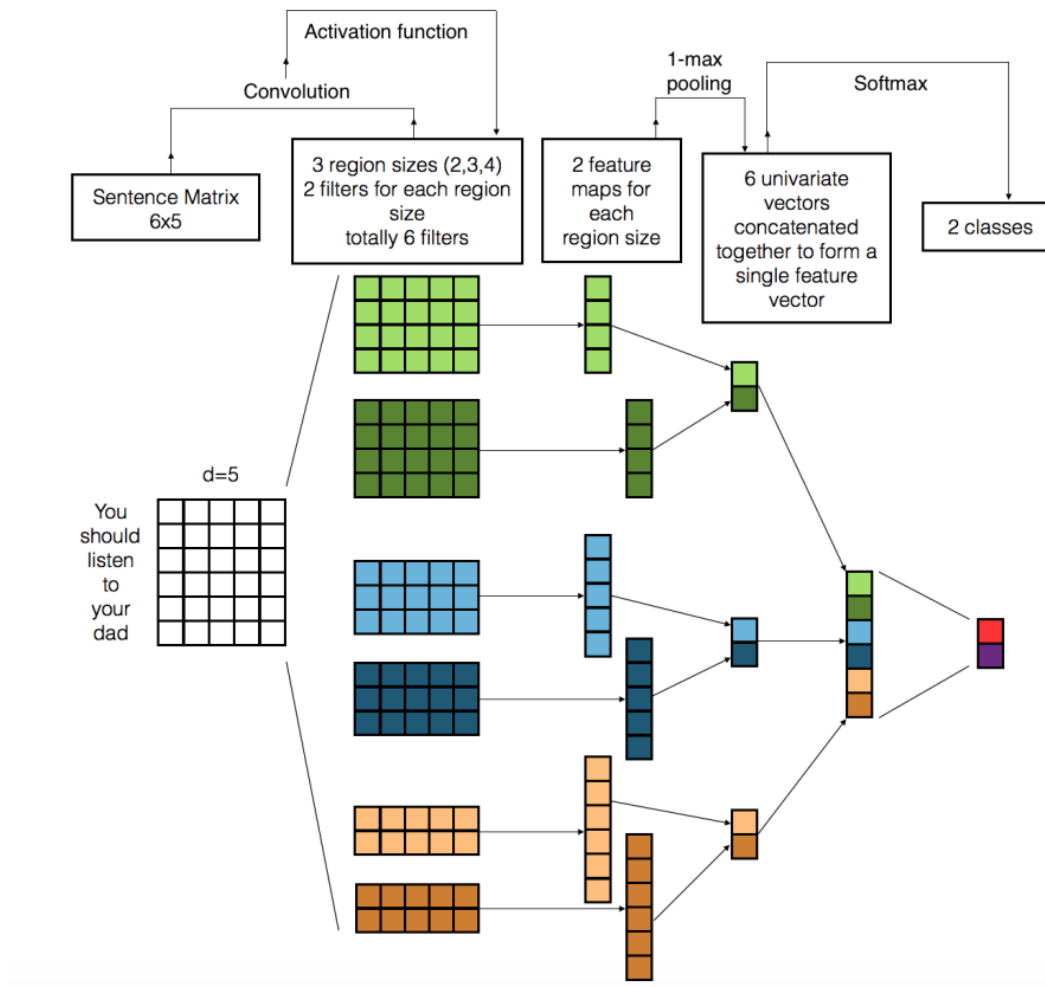 Activation function
Convolution
1-max
pooling
Softmax
Sentence Matrix
6x5
3 region sizes (2,3,4)
2 filters for each region
size
totally 6 filters
2 feature
maps for
each
region size
6 univariate
vectors
concatenated
together to form a
single feature
vector
2 classes
d=5
You
should
listen
to
your
dad